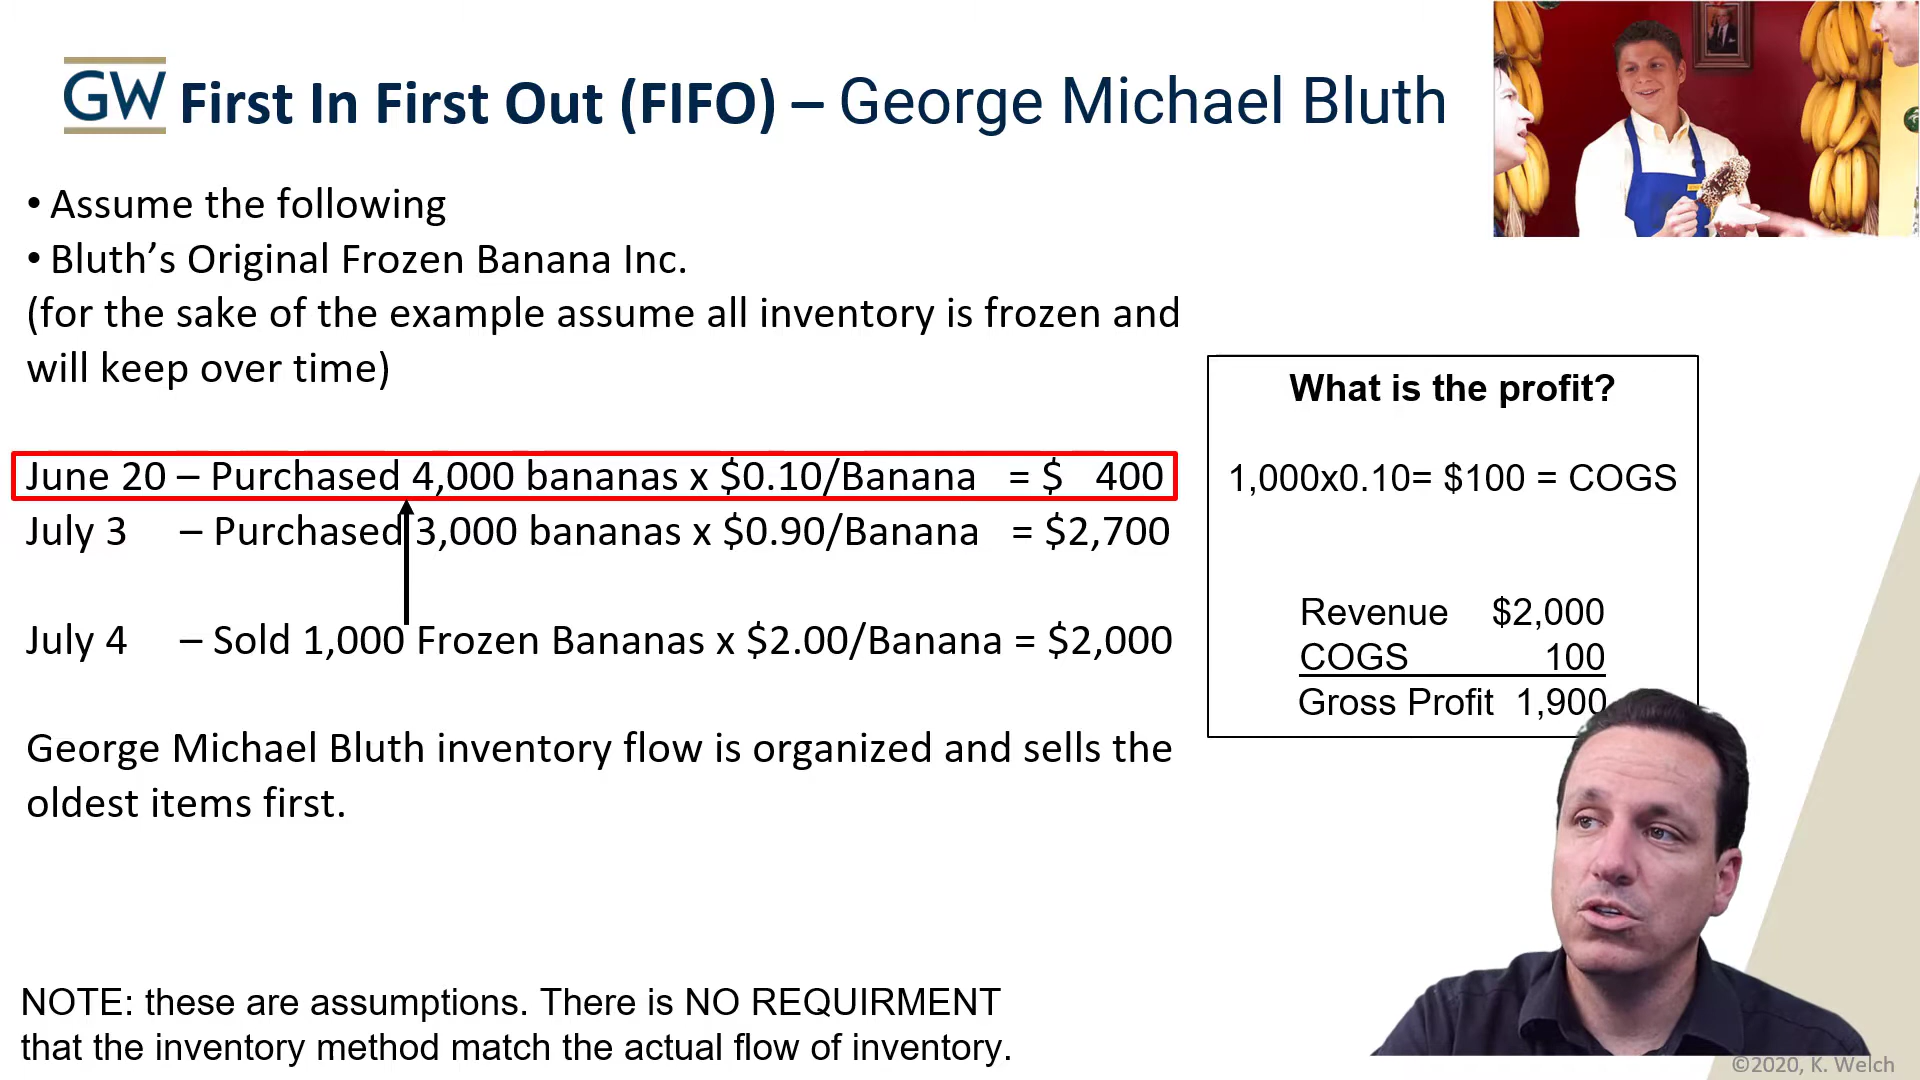 GW First In First Out (FIFO) – George Michael Bluth
• Assume the following
• Bluth’s Original Frozen Banana Inc.
(for the sake of the example assume all inventory is frozen and
will keep over time)
June 20 – Purchased 4,000 bananas x $0.10/Banana = $ 400
July 3 – Purchased 3,000 bananas x $0.90/Banana = $2,700
July 4 – Sold 1,000 Frozen Bananas x $2.00/Banana = $2,000
George Michael Bluth inventory flow is organized and sells the
oldest items first.
What is the profit?
1,000x0.10= $100 = COGS
Revenue $2,000
COGS 100
Gross Profit 1,900
NOTE: these are assumptions. There is NO REQUIRMENT
that the inventory method match the actual flow of inventory.
©2020, K. Welch